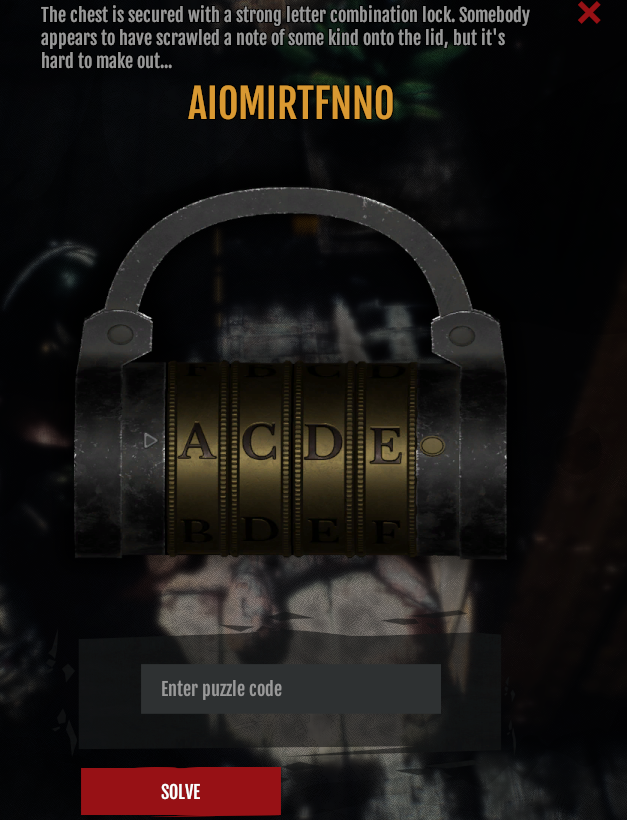 The chest is secured with a strong letter combination lock. Somebody
appears to have scrawled a note of some kind onto the lid, but it's
hard to make out...
AIOMIRTFNNO
F B C D
A C D E
B D E F
Enter puzzle code
SOLVE